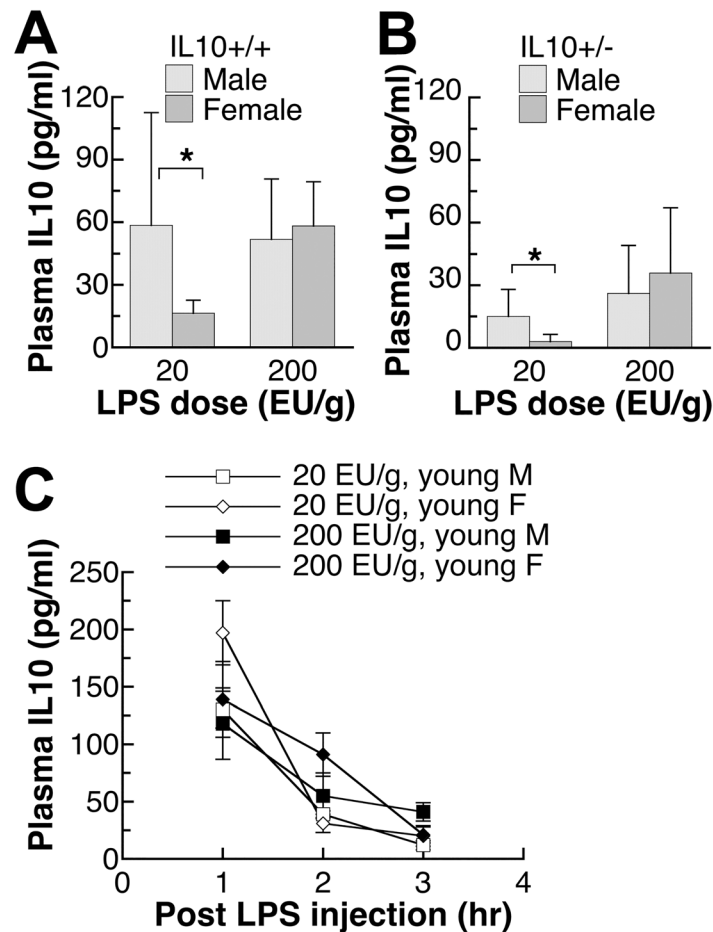 A
IL10+/+
Male
Female
Plasma IL10 (pg/ml)
120
90
60
30
0
*
20
200
LPS dose (EU/g)
B
IL10+/-
Male
Female
Plasma IL10 (pg/ml)
120
90
60
30
0
*
20
200
LPS dose (EU/g)
C
20 EU/g, young M
20 EU/g, young F
200 EU/g, young M
200 EU/g, young F
Plasma IL10 (pg/ml)
250
200
150
100
50
0
0 1 2 3 4
Post LPS injection (hr)